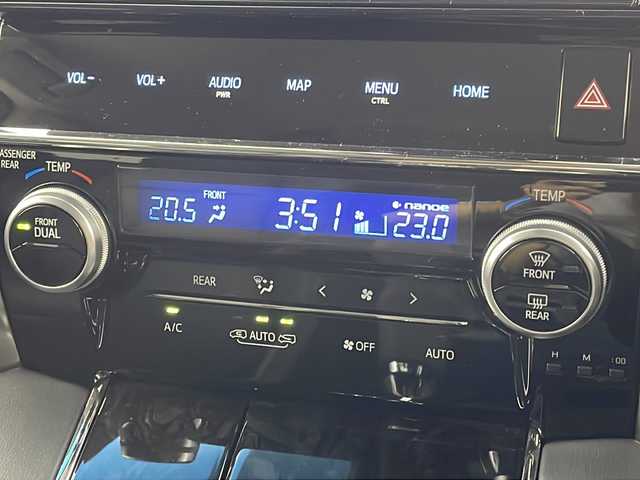 VOL- VOL+ AUDIO PWR MAP MENU CTRL HOME
PASSENGER
REAR
TEMP
FRONT
DUAL
FRONT
20.5 3:51 nanoe 23.0
TEMP
FRONT
REAR
REAR
A/C AUTO OFF AUTO
H M :00